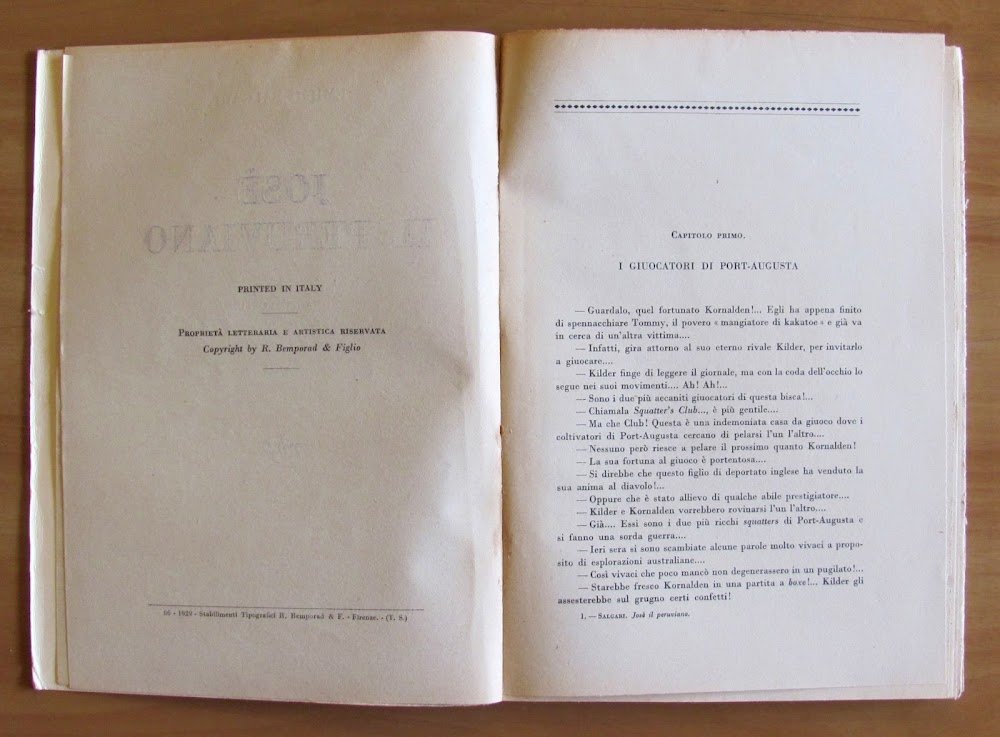 JOSÈ
IL PERUVIANO
PRINTED IN ITALY
PROPRIETÀ LETTERARIA E ARTISTICA RISERVATA
Copyright by R. Bemporad & Figlio
1929 - Stabilimenti Tipografici R. Bemporad & F. - Firenze. - (T. S.)
CAPITOLO PRIMO.
I GIUOCATORI DI PORT-AUGUSTA
— Guardalo, quel fortunato Kornalden!... Egli ha appena finito
di spennacchiare Tommy, il povero « mangiatore di kakatoe » e già va
in cerca di un'altra vittima....
— Infatti, gira attorno al suo eterno rivale Kilder, per invitarlo
a giuocare....
— Kilder finge di leggere il giornale, ma con la coda dell'occhio lo
segue nei suoi movimenti.... Ah! Ah!...
— Sono i due più accaniti giuocatori di questa bisca!...
— Chiamala Squatter's Club..., è più gentile....
— Ma che Club! Questa è una indemoniata casa da giuoco dove i
coltivatori di Port-Augusta cercano di pelarsi l'un l'altro....
— Nessuno però riesce a pelare il prossimo quanto Kornalden!
— La sua fortuna al giuoco è portentosa....
— Si direbbe che questo figlio di deportato inglese ha venduto la
sua anima al diavolo!...
— Oppure che è stato allievo di qualche abile prestigiatore....
— Kilder e Kornalden vorrebbero rovinarsi l'un l'altro....
— Già.... Essi sono i due più ricchi squatters di Port-Augusta e
si fanno una sorda guerra....
— Ieri sera si sono scambiate alcune parole molto vivaci a propo-
sito di esplorazioni australiane....
— Così vivaci che poco mancò non degenerassero in un pugilato!...
— Starebbe fresco Kornalden in una partita a boxe!... Kilder gli
assesterebbe sul grugno certi confetti!
1. — SALGARI. Josè il peruviano.